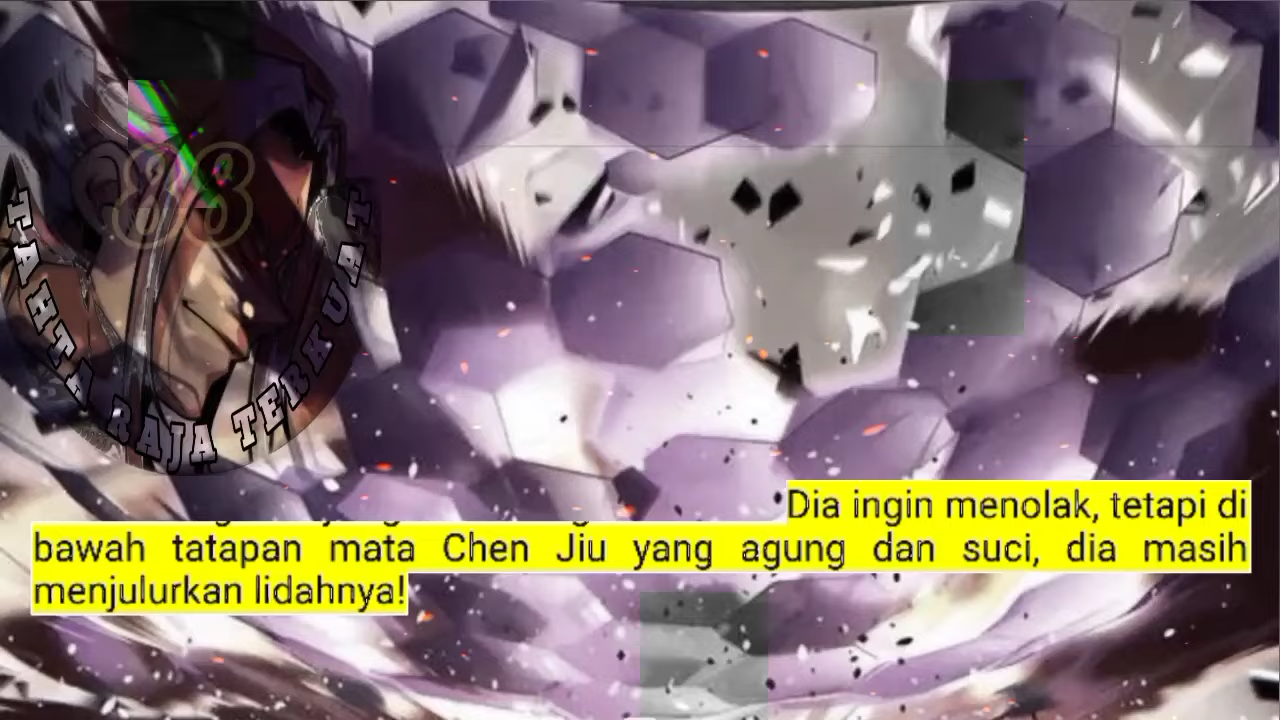 TAHTA RAJA TERKUAT
Dia ingin menolak, tetapi di
bawah tatapan mata Chen Jiu yang agung dan suci, dia masih
menjulurkan lidahnya!